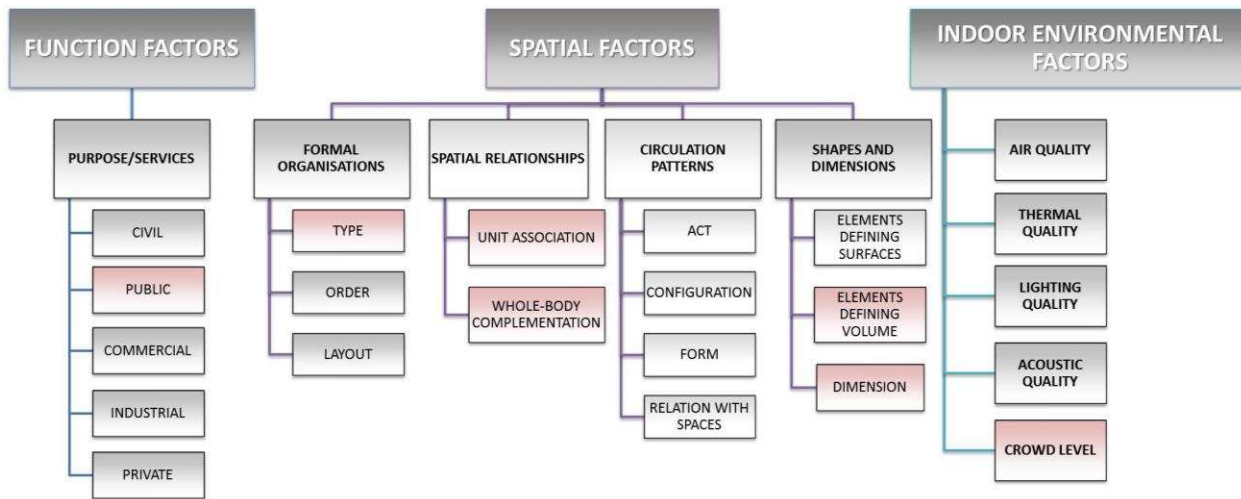 FUNCTION FACTORS
SPATIAL FACTORS
INDOOR ENVIRONMENTAL
FACTORS
PURPOSE/SERVICES
CIVIL
PUBLIC
COMMERCIAL
INDUSTRIAL
PRIVATE
FORMAL
ORGANISATIONS
TYPE
ORDER
LAYOUT
SPATIAL RELATIONSHIPS
UNIT ASSOCIATION
WHOLE-BODY
COMPLEMENTATION
CIRCULATION
PATTERNS
ACT
CONFIGURATION
FORM
RELATION WITH
SPACES
SHAPES AND
DIMENSIONS
ELEMENTS
DEFINING
SURFACES
ELEMENTS
DEFINING
VOLUME
DIMENSION
AIR QUALITY
THERMAL
QUALITY
LIGHTING
QUALITY
ACOUSTIC
QUALITY
CROWD LEVEL